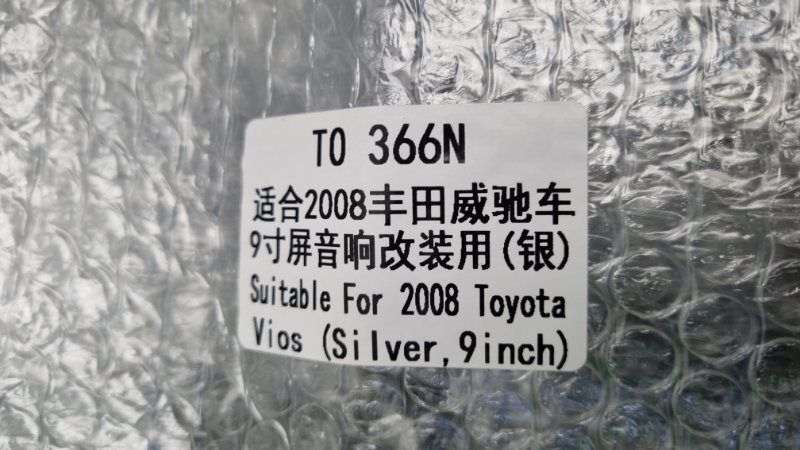 TO 366N
适合2008丰田威驰车
9寸屏音响改装用(银)
Suitable For 2008 Toyota
Vios (Silver,9inch)